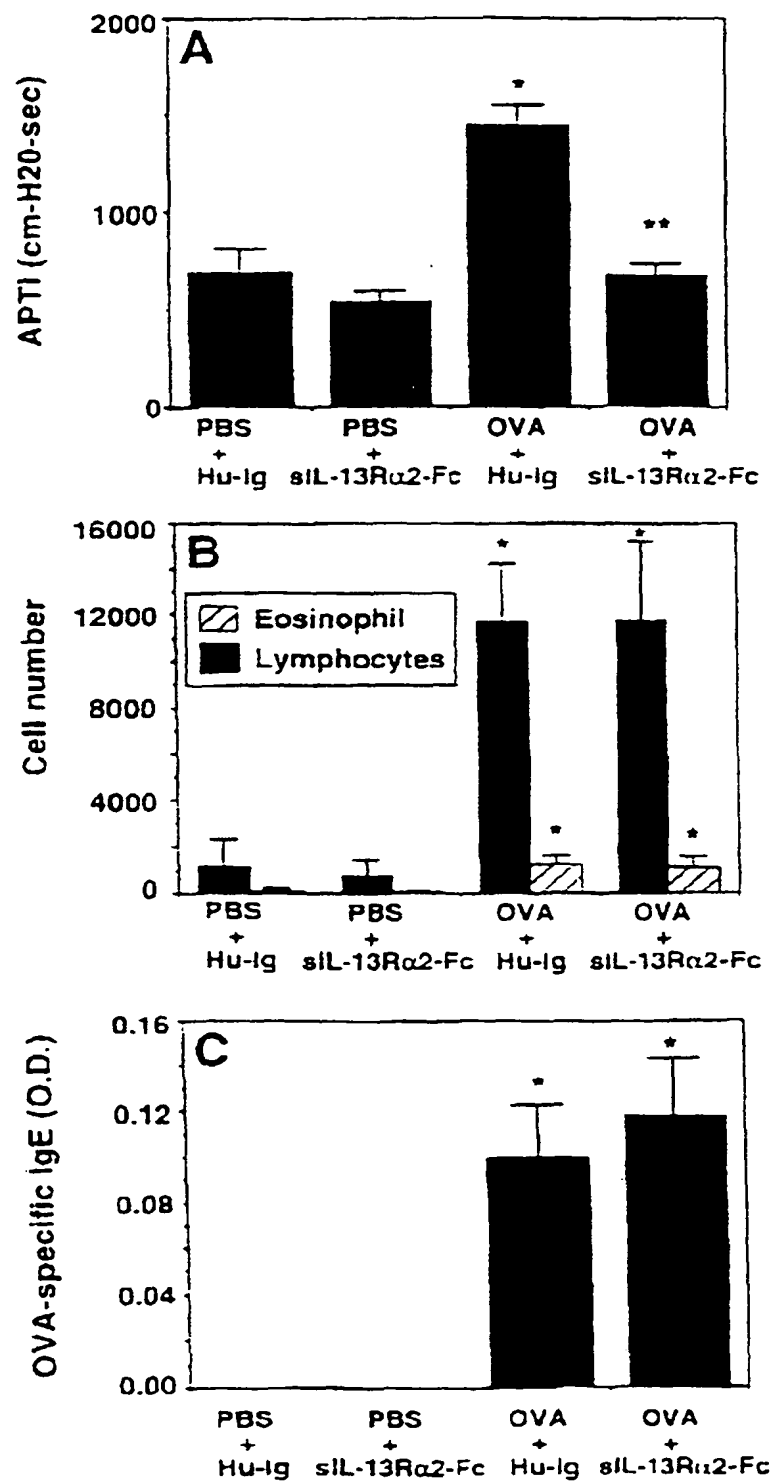 A
APTI (cm-H20-sec)
2000
1000
0
*
**
PBS PBS OVA OVA
+ + + +
Hu-Ig sIL-13Rα2-Fc Hu-Ig sIL-13Rα2-Fc
B
Cell number
16000
12000
8000
4000
0
Eosinophil
Lymphocytes
* *
* *
PBS PBS OVA OVA
+ + + +
Hu-Ig sIL-13Rα2-Fc Hu-Ig sIL-13Rα2-Fc
C
OVA-specific IgE (O.D.)
0.16
0.12
0.08
0.04
0.00
* *
PBS PBS OVA OVA
+ + + +
Hu-Ig sIL-13Rα2-Fc Hu-Ig sIL-13Rα2-Fc